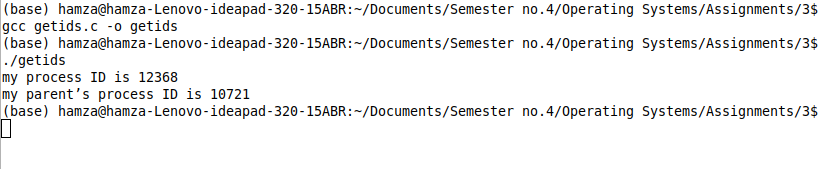 (base) hamza@hamza-Lenovo-ideapad-320-15ABR:~/Documents/Semester no.4/Operating Systems/Assignments/3$
gcc getids.c -o getids
(base) hamza@hamza-Lenovo-ideapad-320-15ABR:~/Documents/Semester no.4/Operating Systems/Assignments/3$
./getids
my process ID is 12368
my parent’s process ID is 10721
(base) hamza@hamza-Lenovo-ideapad-320-15ABR:~/Documents/Semester no.4/Operating Systems/Assignments/3$